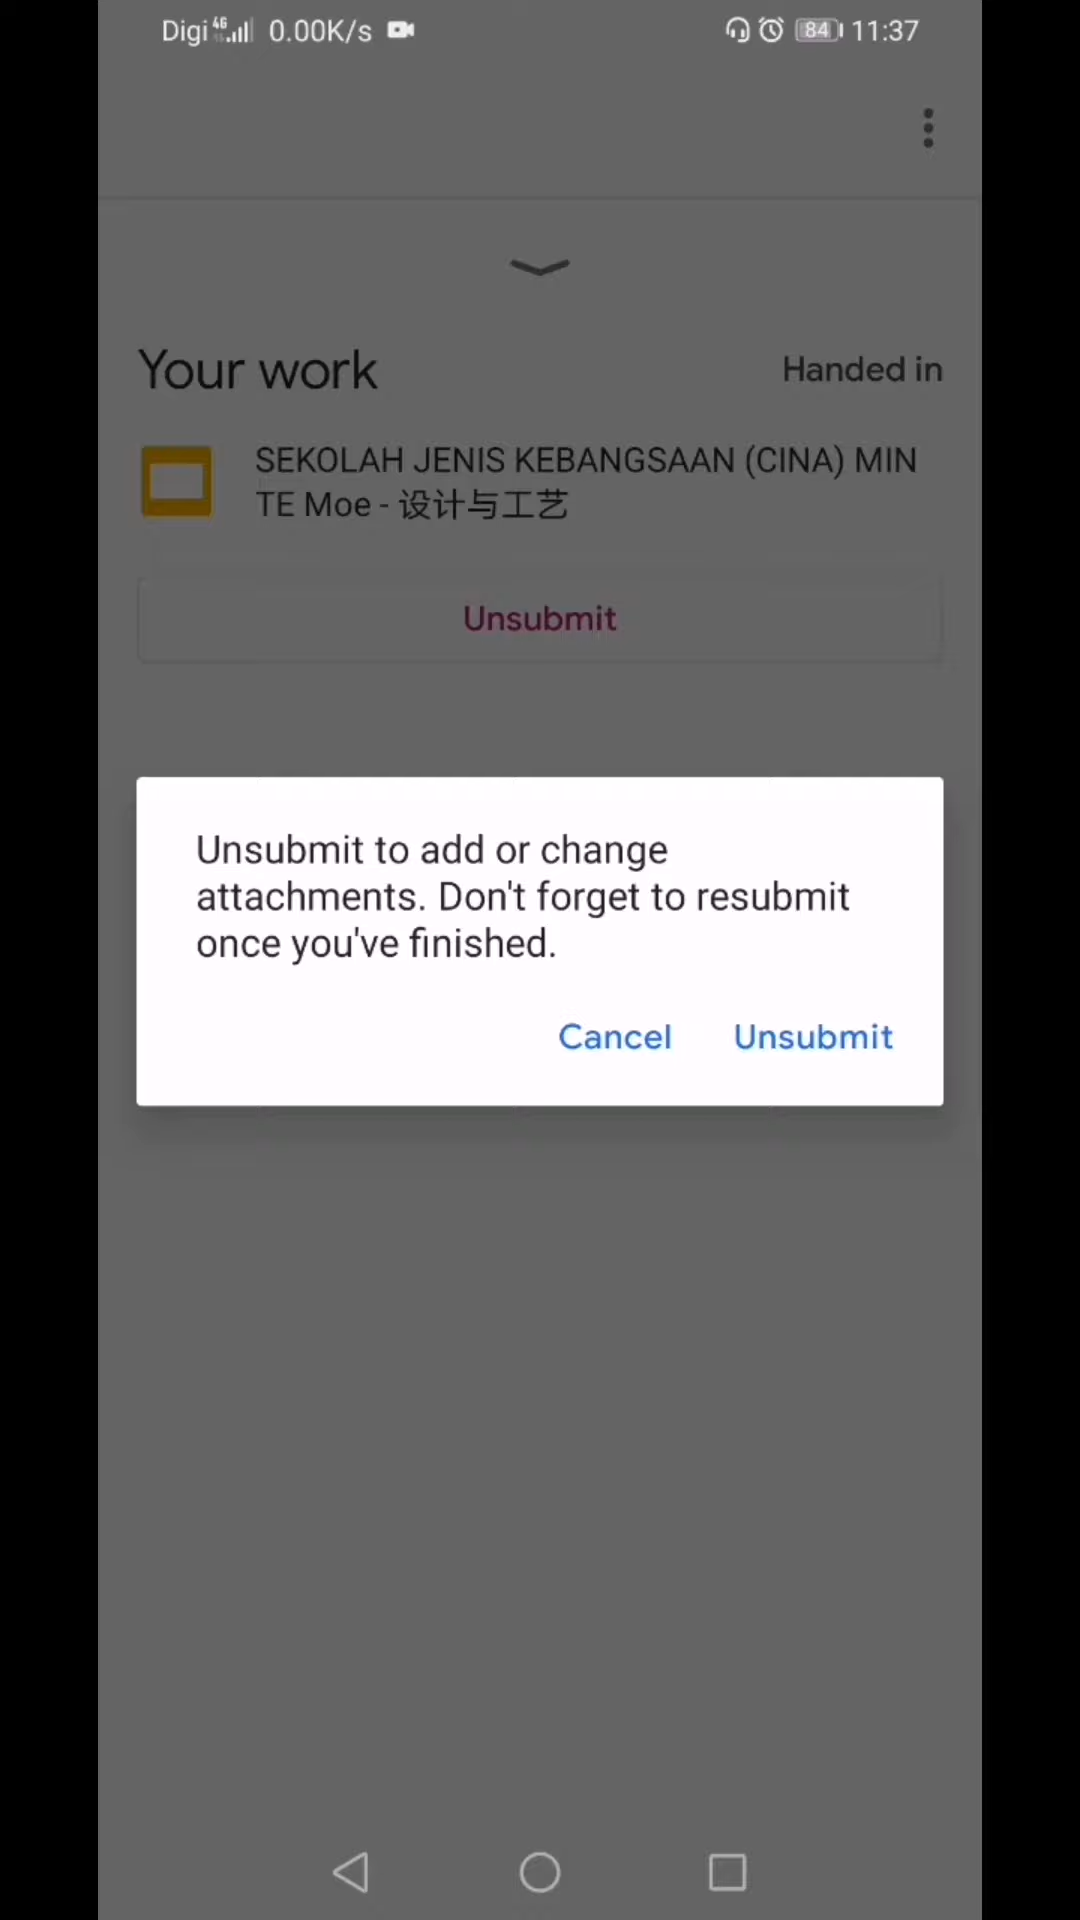 Digi 4G 0.00K/s 84 11:37
Your work Handed in
SEKOLAH JENIS KEBANGSAAN (CINA) MIN
TE Moe - 设计与工艺
Unsubmit
Unsubmit to add or change
attachments. Don't forget to resubmit
once you've finished.
Cancel Unsubmit